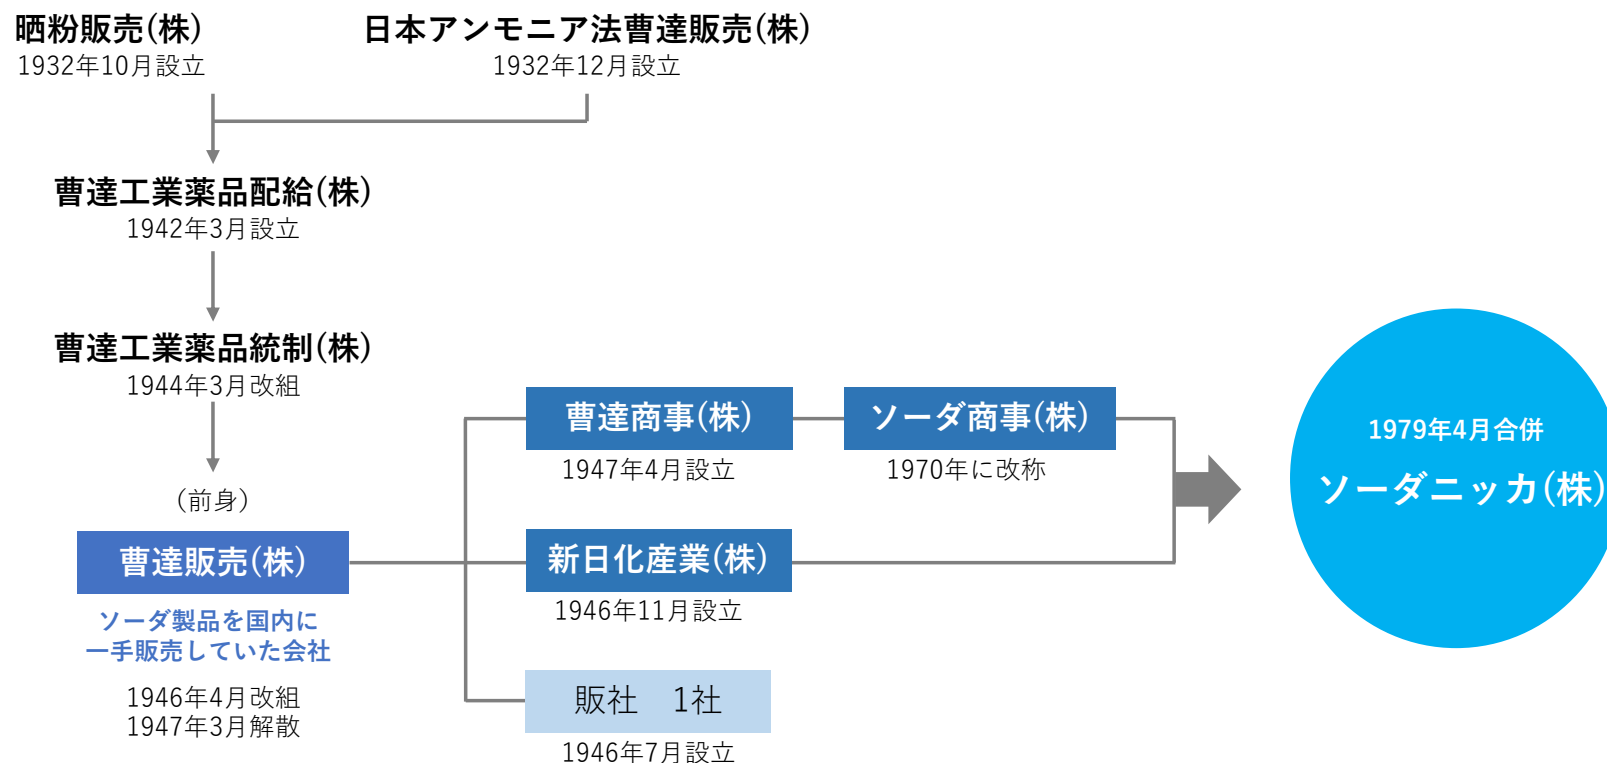 晒粉販売(株)
1932年10月設立
日本アンモニア法曹達販売(株)
1932年12月設立
曹達工業薬品配給(株)
1942年3月設立
曹達工業薬品統制(株)
1944年3月改組
（前身）
曹達販売(株)
ソーダ製品を国内に
一手販売していた会社
1946年4月改組
1947年3月解散
曹達商事(株)
1947年4月設立
ソーダ商事(株)
1970年に改称
新日化産業(株)
1946年11月設立
販社　1社
1946年7月設立
1979年4月合併
ソーダニッカ(株)